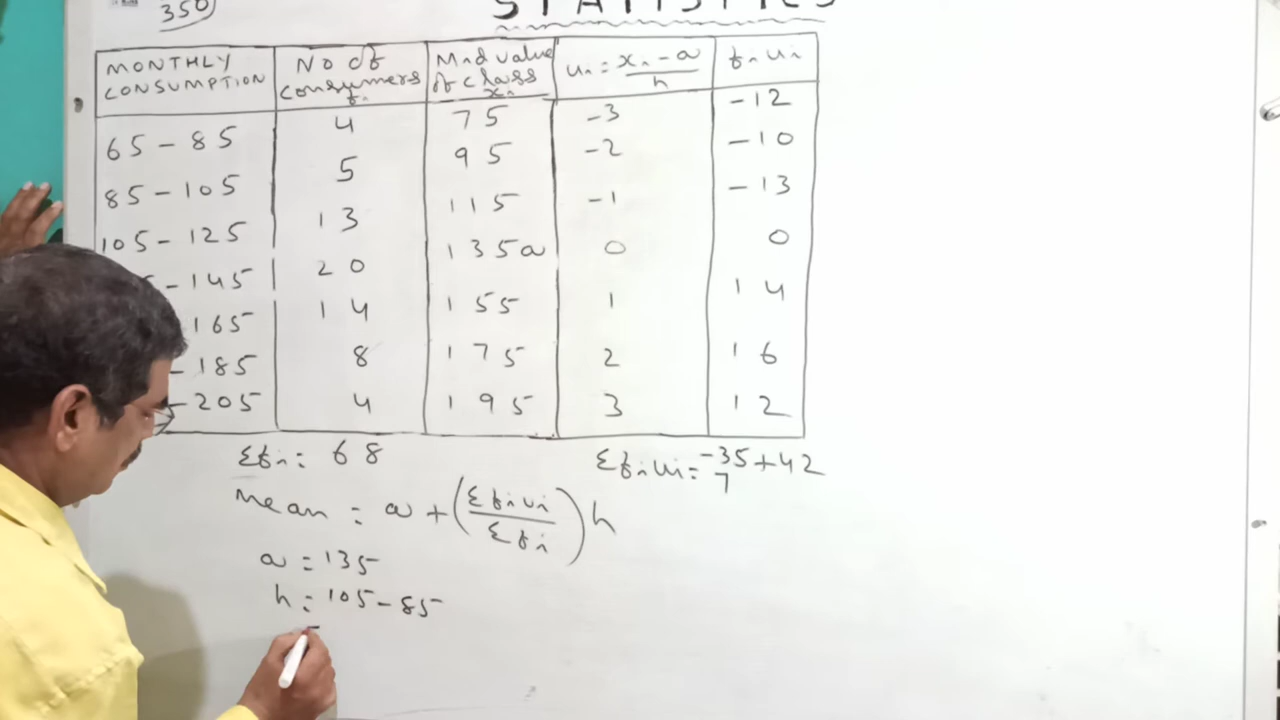 350
STATISTICS
MONTHLY CONSUMPTION | No of consumers fi | Mid value of class xi | ui = xi - a / h | fi ui
65 - 85 | 4 | 75 | -3 | -12
85 - 105 | 5 | 95 | -2 | -10
105 - 125 | 13 | 115 | -1 | -13
- 145 | 20 | 135 a | 0 | 0
165 | 14 | 155 | 1 | 14
- 185 | 8 | 175 | 2 | 16
- 205 | 4 | 195 | 3 | 12
Σfi = 68
Σfiui = -35 + 42
7
Mean = a + (Σfiui / Σfi) h
a = 135
h = 105 - 85